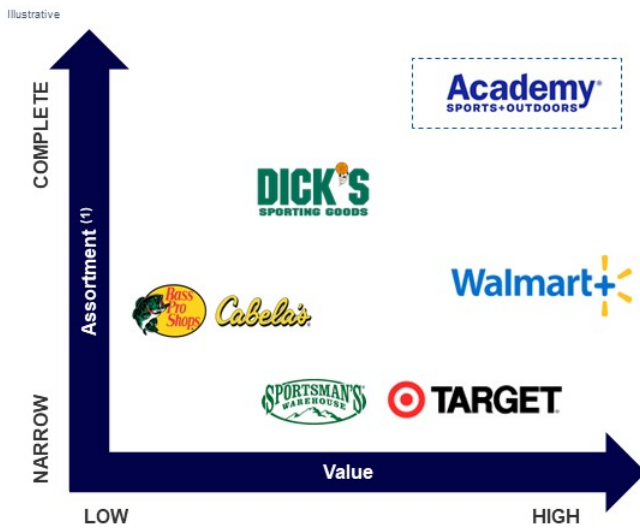 Illustrative
COMPLETE
Assortment (1)
NARROW
Academy
SPORTS+OUTDOORS
DICK'S
SPORTING GOODS
Walmart+
Bass
Pro
Shops
Cabela's
SPORTSMAN'S
WAREHOUSE
TARGET
Value
LOW
HIGH